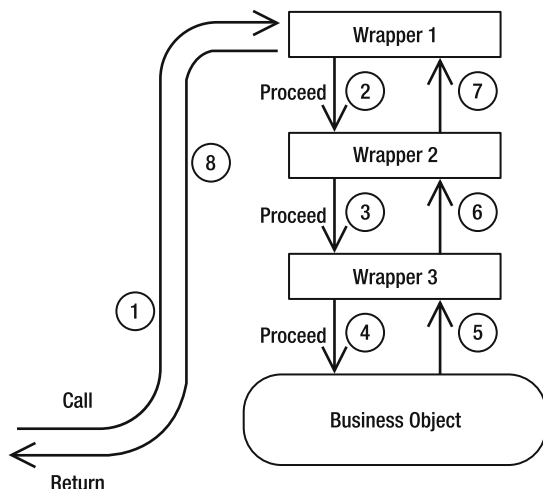 Wrapper 1
Proceed 2 7
Wrapper 2
8
Proceed 3 6
Wrapper 3
1
Proceed 4 5
Call
Business Object
Return